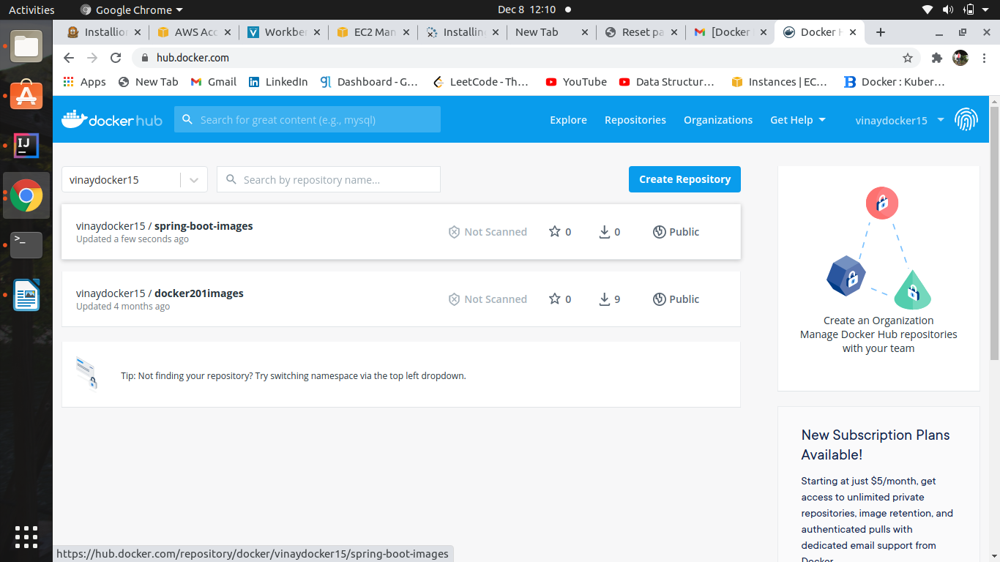 Activities
Google Chrome
Dec 8 12:10
Installio
AWS Acc
Workbe
EC2 Man
Installin
New Tab
Reset pa
[Docker
Docker H
hub.docker.com
Apps
New Tab
Gmail
LinkedIn
Dashboard - G…
LeetCode - Th…
YouTube
Data Structur…
Instances | EC…
Docker : Kuber…
docker hub
Search for great content (e.g., mysql)
Explore
Repositories
Organizations
Get Help
vinaydocker15
vinaydocker15
Search by repository name...
Create Repository
vinaydocker15 / spring-boot-images
Updated a few seconds ago
Not Scanned
0
0
Public
vinaydocker15 / docker201images
Updated 4 months ago
Not Scanned
0
9
Public
Tip: Not finding your repository? Try switching namespace via the top left dropdown.
Create an Organization
Manage Docker Hub repositories
with your team
New Subscription Plans
Available!
Starting at just $5/month, get
access to unlimited private
repositories, image retention, and
authenticated pulls with
dedicated email support from
Docker
https://hub.docker.com/repository/docker/vinaydocker15/spring-boot-images